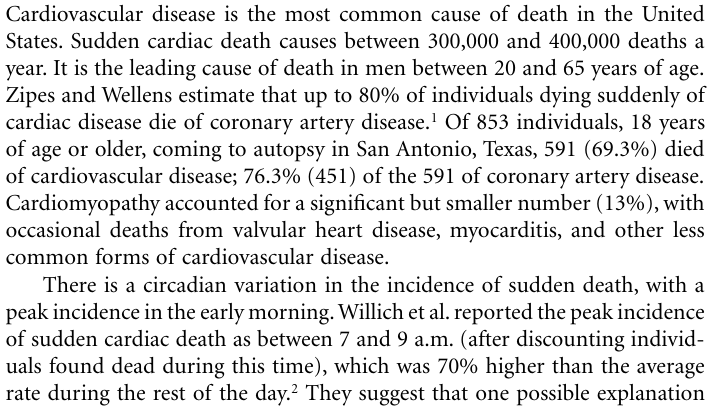 Cardiovascular disease is the most common cause of death in the United
States. Sudden cardiac death causes between 300,000 and 400,000 deaths a
year. It is the leading cause of death in men between 20 and 65 years of age.
Zipes and Wellens estimate that up to 80% of individuals dying suddenly of
cardiac disease die of coronary artery disease.¹ Of 853 individuals, 18 years
of age or older, coming to autopsy in San Antonio, Texas, 591 (69.3%) died
of cardiovascular disease; 76.3% (451) of the 591 of coronary artery disease.
Cardiomyopathy accounted for a significant but smaller number (13%), with
occasional deaths from valvular heart disease, myocarditis, and other less
common forms of cardiovascular disease.
There is a circadian variation in the incidence of sudden death, with a
peak incidence in the early morning. Willich et al. reported the peak incidence
of sudden cardiac death as between 7 and 9 a.m. (after discounting individ-
uals found dead during this time), which was 70% higher than the average
rate during the rest of the day.² They suggest that one possible explanation